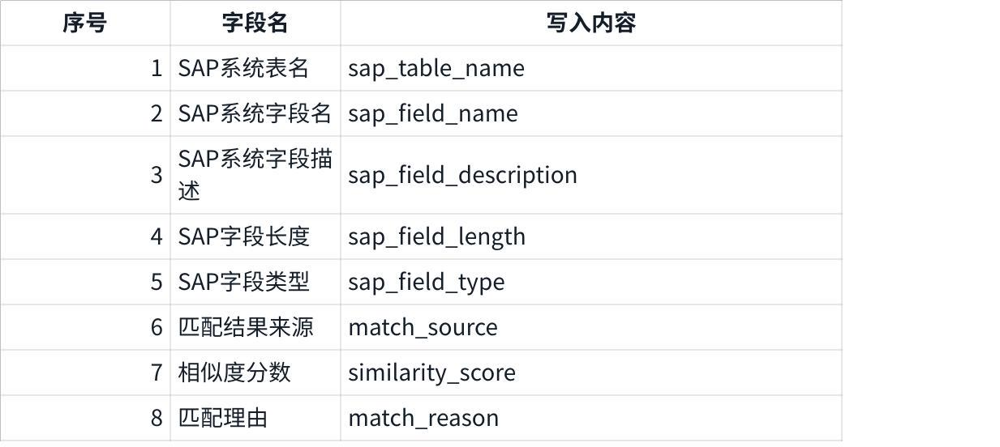 序号 字段名 写入内容
1 SAP系统表名 sap_table_name
2 SAP系统字段名 sap_field_name
3 SAP系统字段描 sap_field_description
述
4 SAP字段长度 sap_field_length
5 SAP字段类型 sap_field_type
6 匹配结果来源 match_source
7 相似度分数 similarity_score
8 匹配理由 match_reason